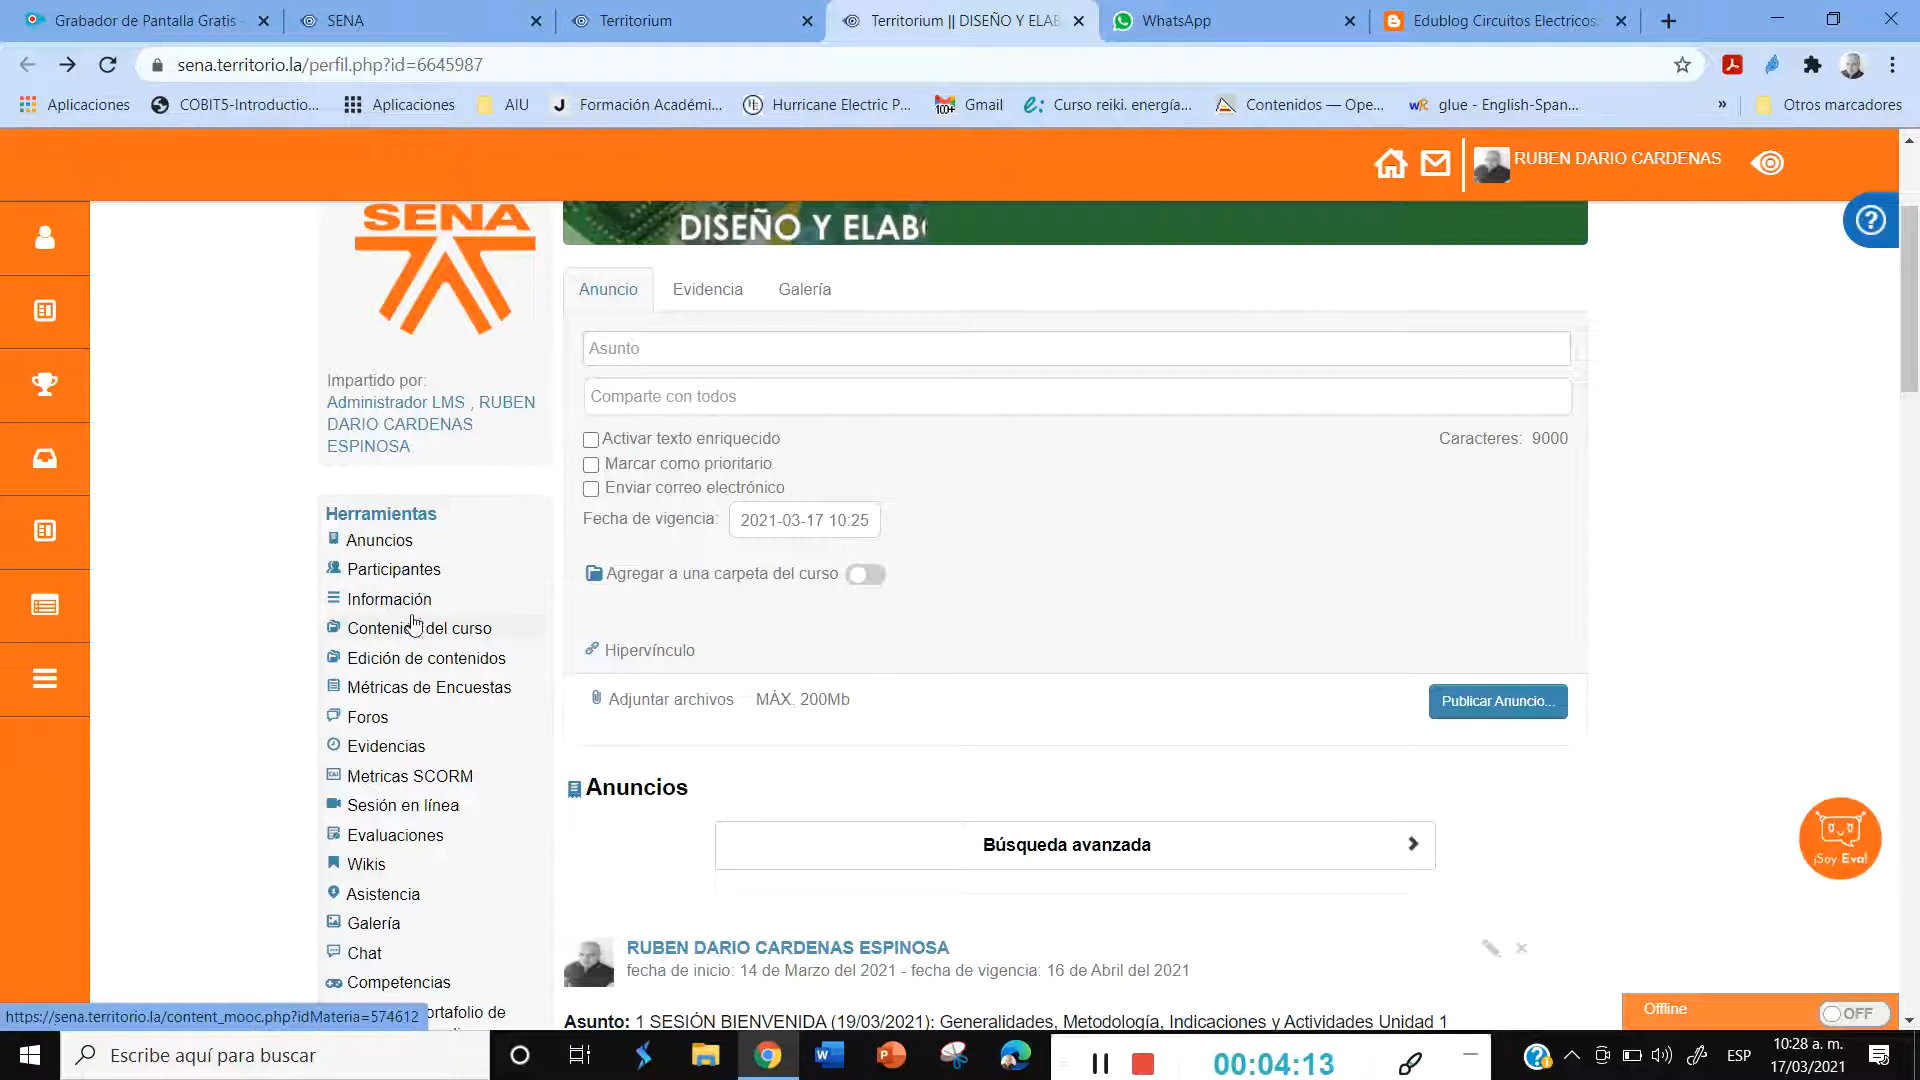 Grabador de Pantalla Gratis
SENA
Territorium
Territorium || DISEÑO Y ELAB
WhatsApp
Edublog Circuitos Electricos
sena.territorio.la/perfil.php?id=6645987
Aplicaciones
COBIT5-Introductio...
Aplicaciones
AIU
Formación Académi...
Hurricane Electric P...
Gmail
Curso reiki. energía...
Contenidos — Ope...
glue - English-Span...
»
Otros marcadores
RUBEN DARIO CARDENAS
SENA
DISEÑO Y ELAB
Impartido por:
Administrador LMS , RUBEN
DARIO CARDENAS
ESPINOSA
Anuncio
Evidencia
Galería
Asunto
Comparte con todos
Activar texto enriquecido
Caracteres: 9000
Marcar como prioritario
Enviar correo electrónico
Fecha de vigencia: 2021-03-17 10:25
Agregar a una carpeta del curso
Hipervínculo
Adjuntar archivos MÁX. 200Mb
Publicar Anuncio...
Herramientas
Anuncios
Participantes
Información
Contenido del curso
Edición de contenidos
Métricas de Encuestas
Foros
Evidencias
Metricas SCORM
Sesión en línea
Evaluaciones
Wikis
Asistencia
Galería
Chat
Competencias
ortafolio de
Anuncios
Búsqueda avanzada
RUBEN DARIO CARDENAS ESPINOSA
fecha de inicio: 14 de Marzo del 2021 - fecha de vigencia: 16 de Abril del 2021
Asunto: 1 SESIÓN BIENVENIDA (19/03/2021): Generalidades, Metodología, Indicaciones y Actividades Unidad 1
¡Soy Eva!
Offline
OFF
https://sena.territorio.la/content_mooc.php?idMateria=574612
Escribe aquí para buscar
00:04:13
ESP
10:28 a. m.
17/03/2021